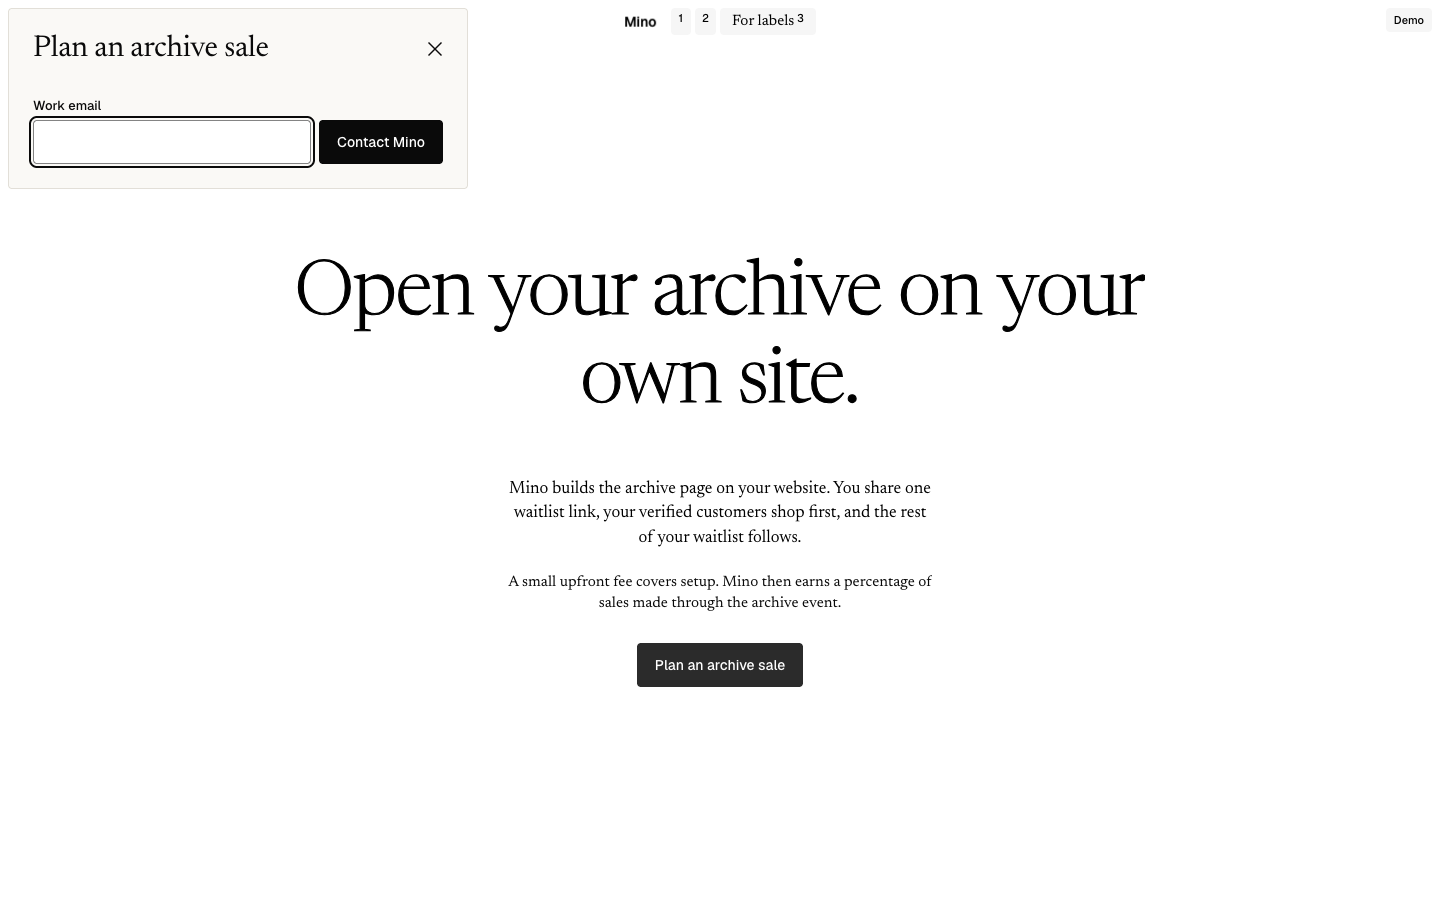 Plan an archive sale
Work email
Contact Mino
Mino 1 2 For labels 3
Demo
Open your archive on your
own site.
Mino builds the archive page on your website. You share one
waitlist link, your verified customers shop first, and the rest
of your waitlist follows.
A small upfront fee covers setup. Mino then earns a percentage of
sales made through the archive event.
Plan an archive sale